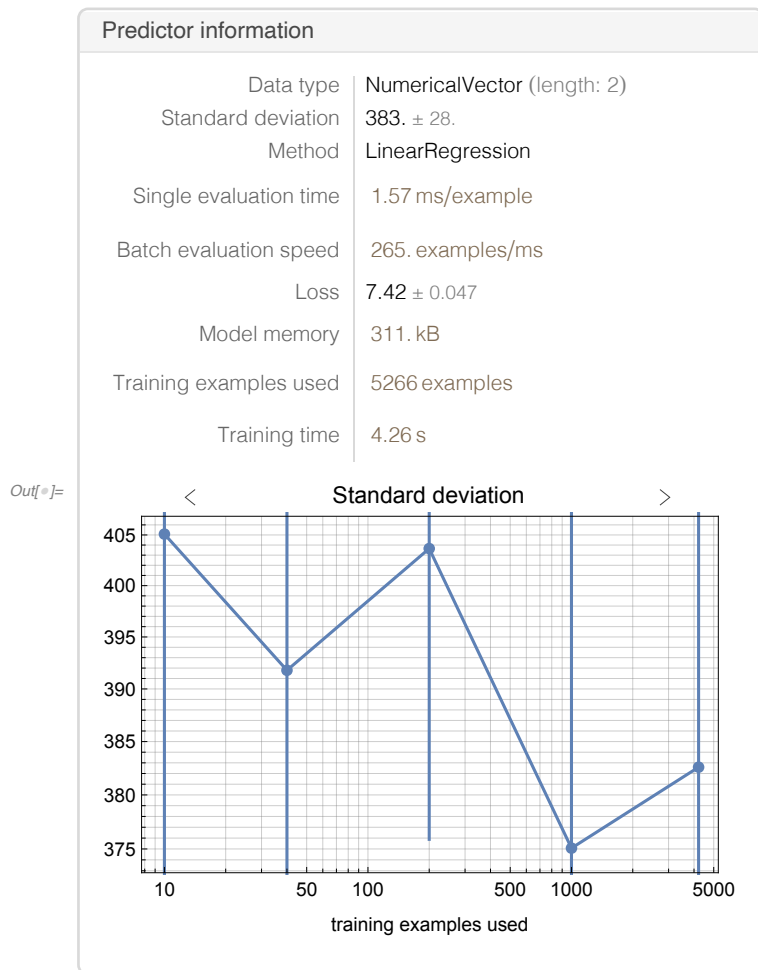 Predictor information
Data type NumericalVector (length: 2)
Standard deviation 383. ± 28.
Method LinearRegression
Single evaluation time 1.57 ms/example
Batch evaluation speed 265. examples/ms
Loss 7.42 ± 0.047
Model memory 311. kB
Training examples used 5266 examples
Training time 4.26 s
Out[•]=
< Standard deviation >
405
400
395
390
385
380
375
10 50 100 500 1000 5000
training examples used